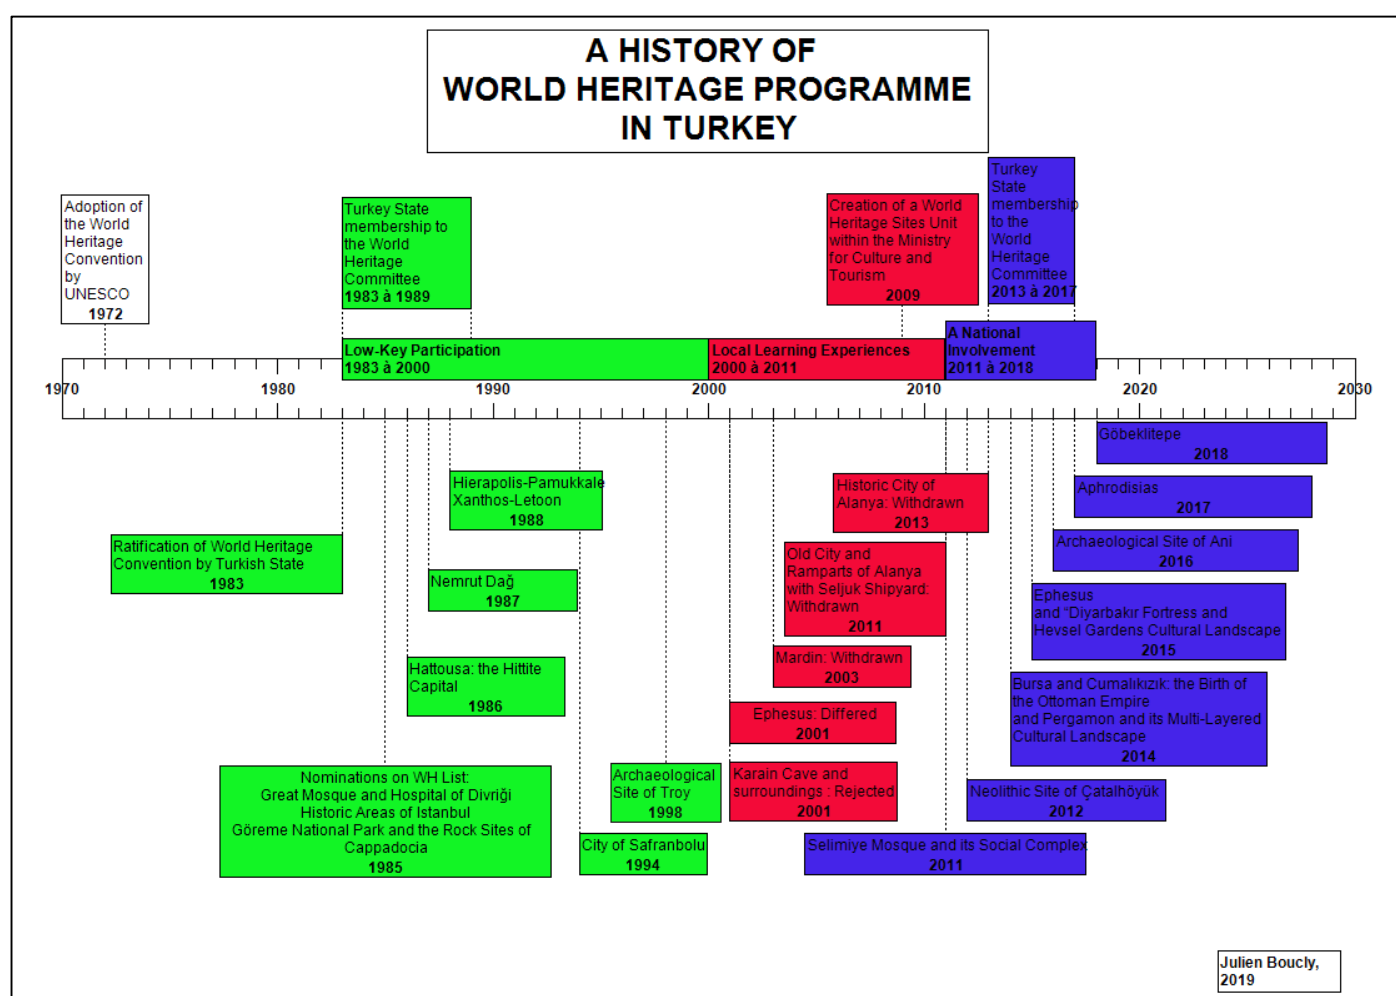 A HISTORY OF
WORLD HERITAGE PROGRAMME
IN TURKEY
Adoption of
the World
Heritage
Convention
by
UNESCO
1972
Turkey State
membership to
the World
Heritage
Committee
1983 à 1989
Creation of a World
Heritage Sites Unit
within the Ministry
for Culture and
Tourism
2009
Turkey
State
membership
to the
World
Heritage
Committee
2013 à 2017
Low-Key Participation
1983 à 2000
Local Learning Experiences
2000 à 2011
A National
Involvement
2011 à 2018
1970
1980
1990
2000
2010
2020
2030
Ratification of World Heritage
Convention by Turkish State
1983
Hierapolis-Pamukkale
Xanthos-Letoon
1988
Nemrut Dağ
1987
Hattousa: the Hittite
Capital
1986
Nominations on WH List:
Great Mosque and Hospital of Divriği
Historic Areas of Istanbul
Göreme National Park and the Rock Sites of
Cappadocia
1985
Archaeological
Site of Troy
1998
City of Safranbolu
1994
Historic City of
Alanya: Withdrawn
2013
Old City and
Ramparts of Alanya
with Seljuk Shipyard:
Withdrawn
2011
Mardin: Withdrawn
2003
Ephesus: Differed
2001
Karain Cave and
surroundings : Rejected
2001
Göbeklitepe
2018
Aphrodisias
2017
Archaeological Site of Ani
2016
Ephesus
and “Diyarbakır Fortress and
Hevsel Gardens Cultural Landscape
2015
Bursa and Cumalıkızık: the Birth of
the Ottoman Empire
and Pergamon and its Multi-Layered
Cultural Landscape
2014
Neolithic Site of Çatalhöyük
2012
Selimiye Mosque and its Social Complex
2011
Julien Boucly,
2019